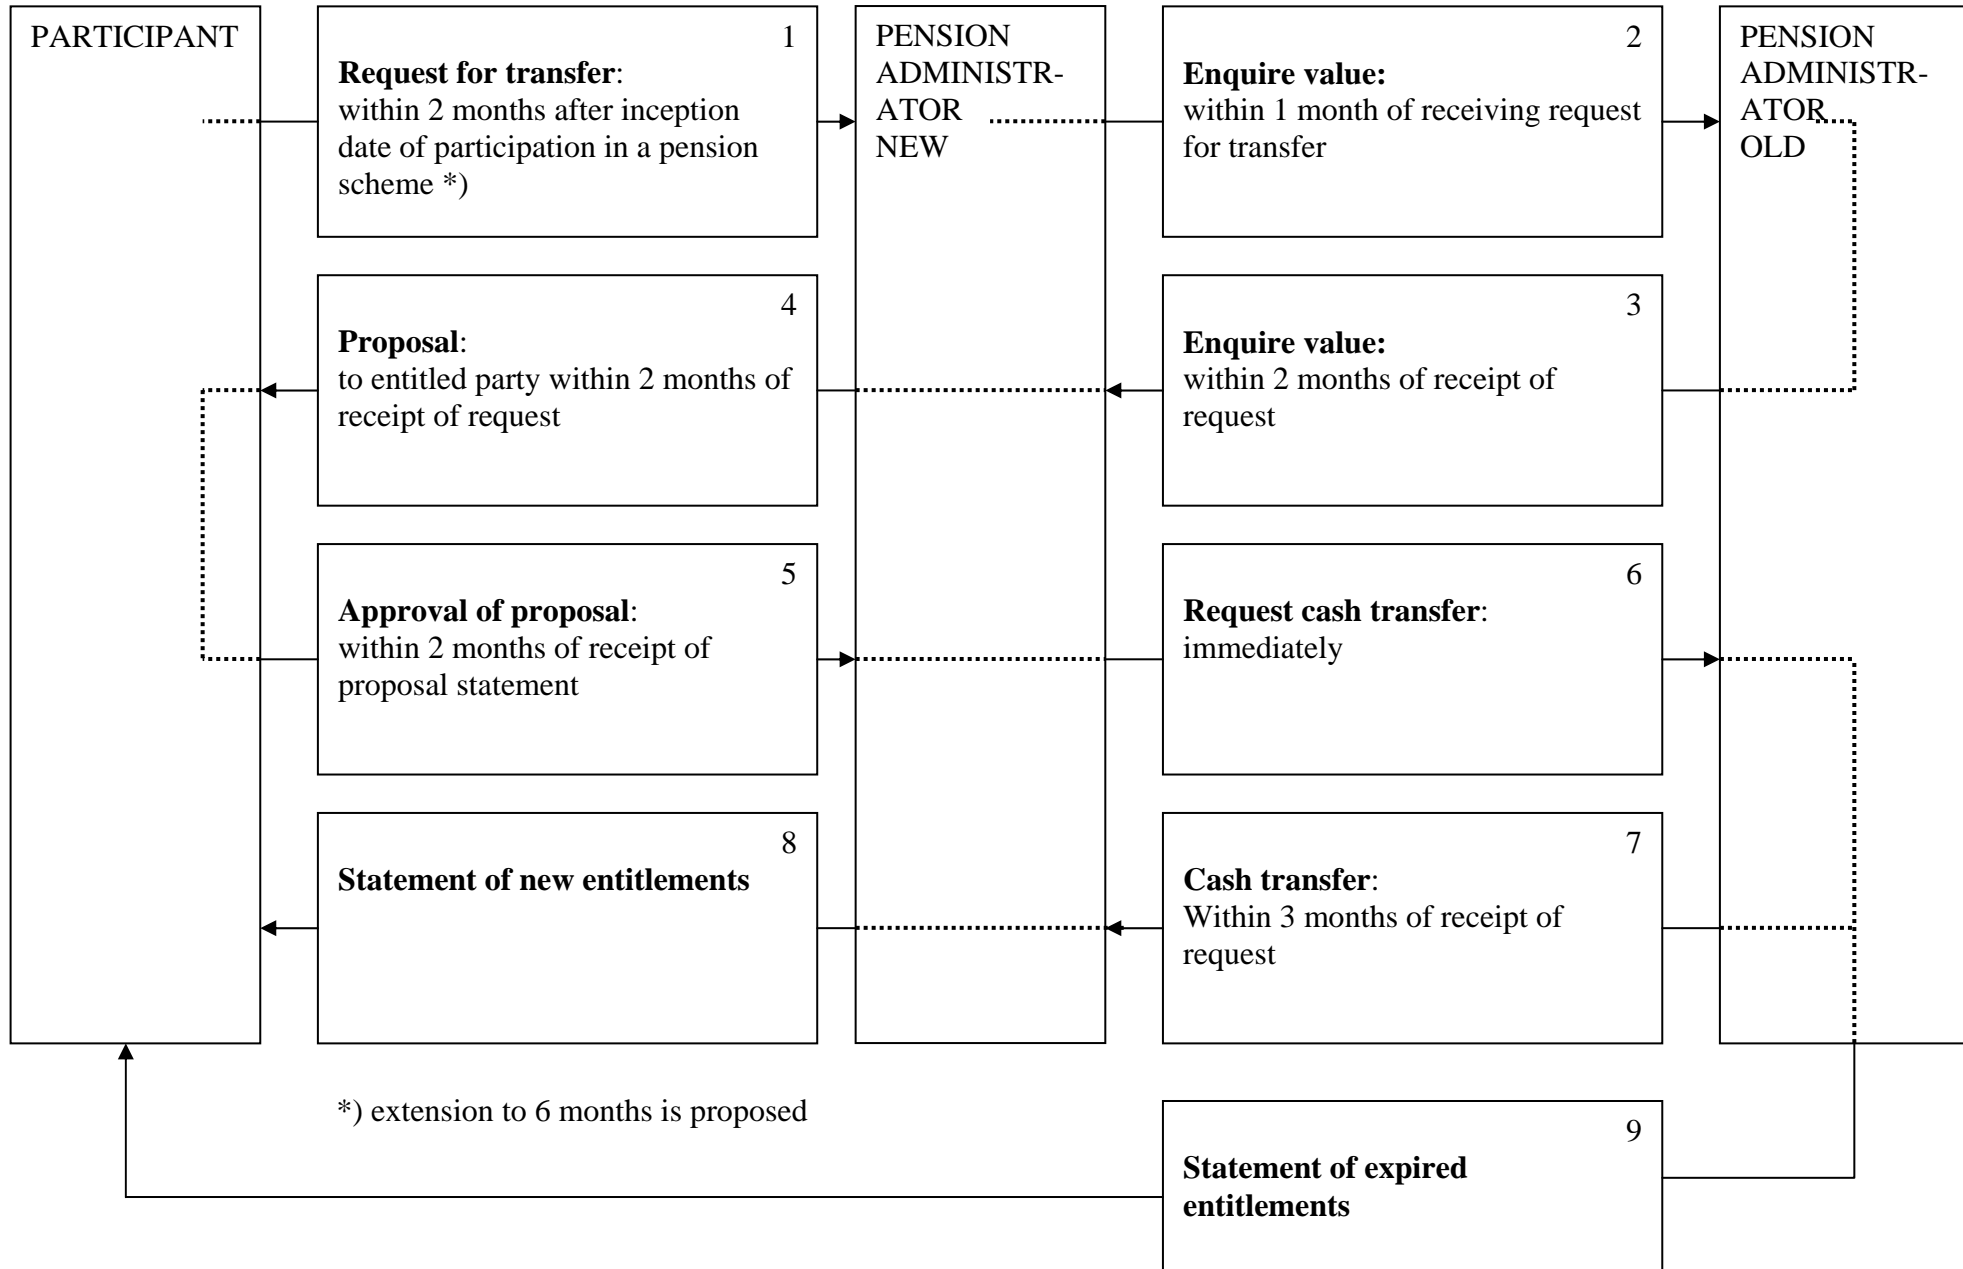 PARTICIPANT
1
Request for transfer:
within 2 months after inception
date of participation in a pension
scheme *)
PENSION
ADMINISTR-
ATOR
NEW
2
Enquire value:
within 1 month of receiving request
for transfer
PENSION
ADMINISTR-
ATOR
OLD
4
Proposal:
to entitled party within 2 months of
receipt of request
3
Enquire value:
within 2 months of receipt of
request
5
Approval of proposal:
within 2 months of receipt of
proposal statement
6
Request cash transfer:
immediately
8
Statement of new entitlements
7
Cash transfer:
Within 3 months of receipt of
request
*) extension to 6 months is proposed
9
Statement of expired
entitlements